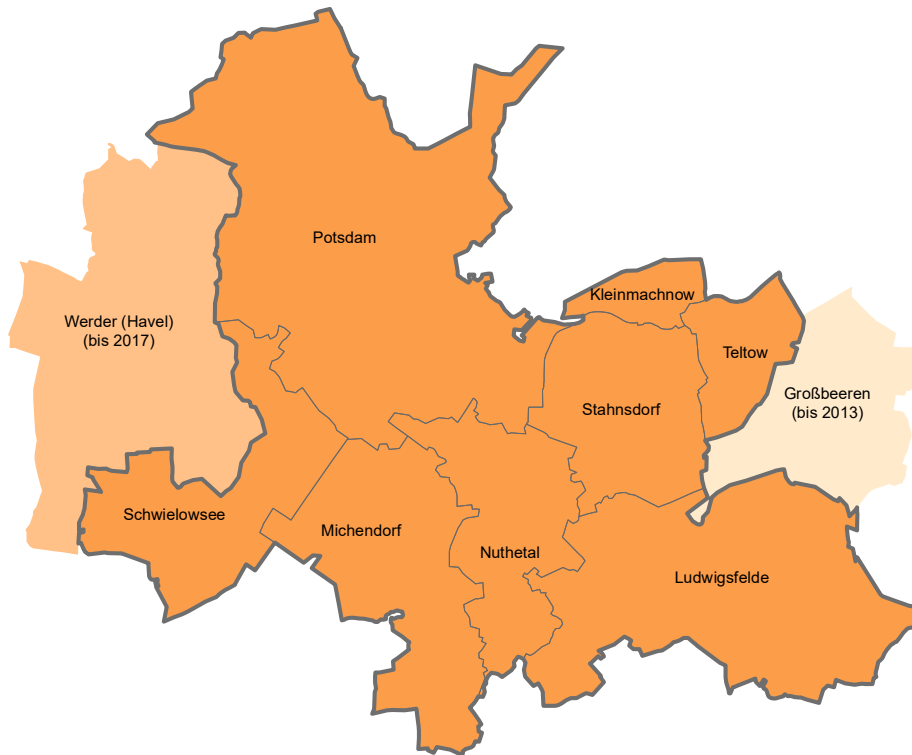 Potsdam
Kleinmachnow
Werder (Havel)
(bis 2017)
Teltow
Großbeeren
(bis 2013)
Stahnsdorf
Schwielowsee
Michendorf
Nuthetal
Ludwigsfelde